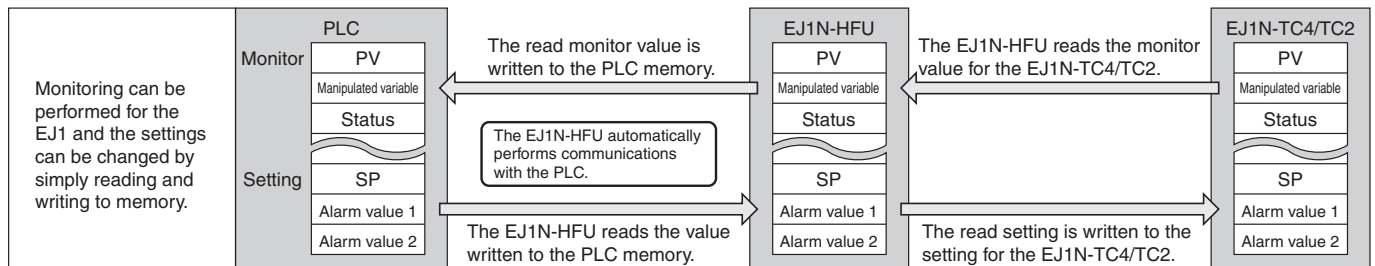 Monitoring can be
performed for the
EJ1 and the settings
can be changed by
simply reading and
writing to memory.
PLC
Monitor
PV
Manipulated variable
Status
Setting
SP
Alarm value 1
Alarm value 2
The read monitor value is
written to the PLC memory.
The EJ1N-HFU automatically
performs communications
with the PLC.
The EJ1N-HFU reads the value
written to the PLC memory.
EJ1N-HFU
PV
Manipulated variable
Status
SP
Alarm value 1
Alarm value 2
The EJ1N-HFU reads the monitor
value for the EJ1N-TC4/TC2.
The read setting is written to the
setting for the EJ1N-TC4/TC2.
EJ1N-TC4/TC2
PV
Manipulated variable
Status
SP
Alarm value 1
Alarm value 2